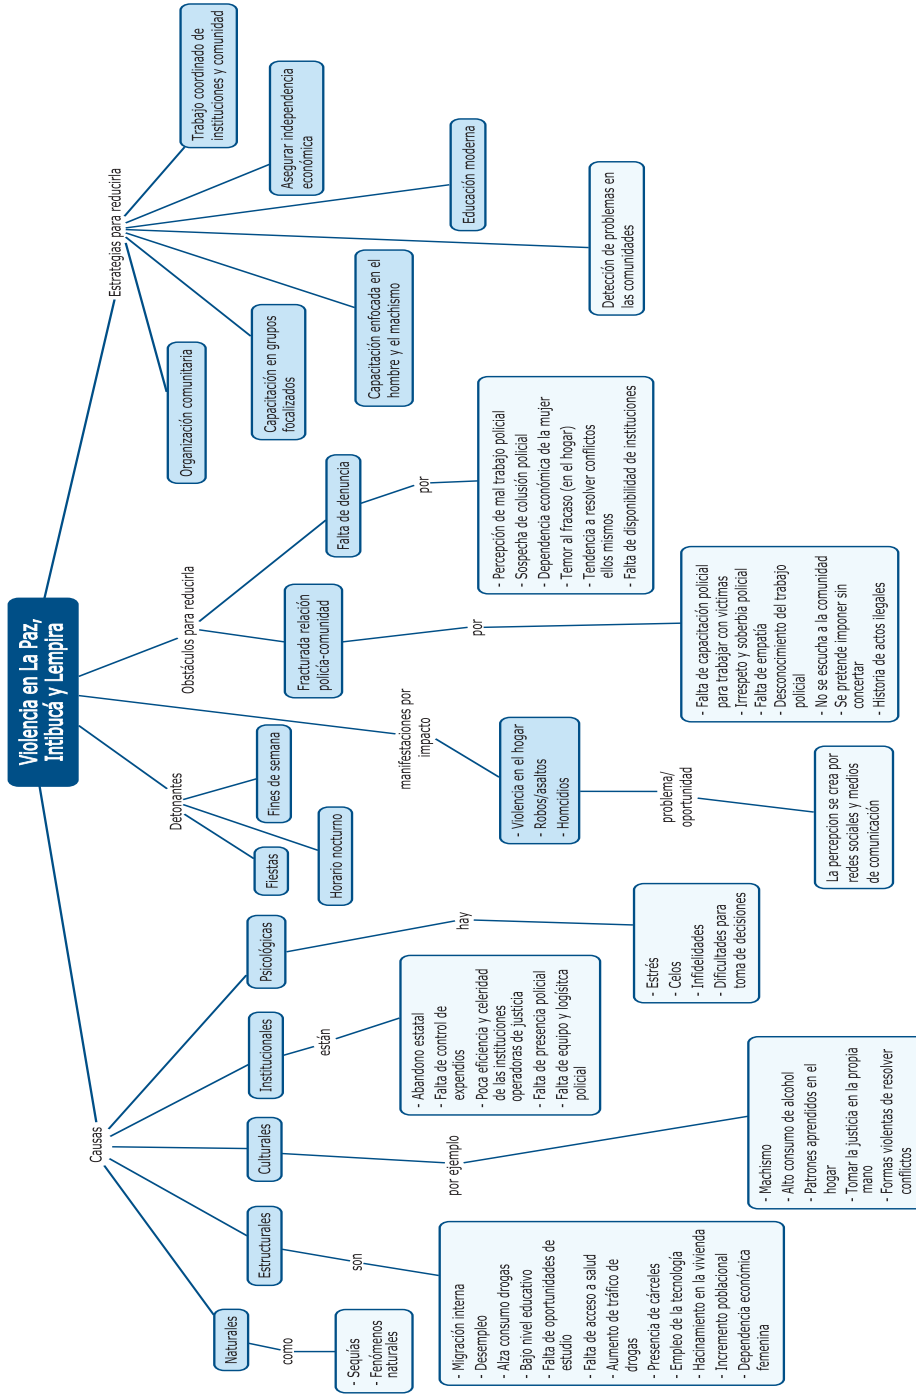 Violencia en La Paz,
Intibucá y Lempira
Causas
Naturales
como
- Sequías
- Fenómenos
naturales
Estructurales
son
- Migración interna
- Desempleo
- Alza consumo drogas
- Bajo nivel educativo
- Falta de oportunidades de
estudio
- Falta de acceso a salud
- Aumento de tráfico de
drogas
- Presencia de cárceles
- Empleo de la tecnología
- Hacinamiento en la vivienda
- Incremento poblacional
- Dependencia económica
femenina
Culturales
por ejemplo
- Machismo
- Alto consumo de alcohol
- Patrones aprendidos en el
hogar
- Tomar la justicia en la propia
mano
- Formas violentas de resolver
conflictos
Institucionales
están
- Abandono estatal
- Falta de control de
expendios
- Poca eficiencia y celeridad
de las instituciones
operadoras de justicia
- Falta de presencia policial
- Falta de equipo y logísitca
policial
Psicológicas
hay
- Estrés
- Celos
- Infidelidades
- Dificultades para
toma de decisiones
Detonantes
Fiestas
Horario nocturno
Fines de semana
manifestaciones por
impacto
- Violencia en el hogar
- Robos/asaltos
- Homcidios
problema/
oportunidad
La percepcion se crea por
redes sociales y medios
de comunicación
Obstáculos para reducirla
Fracturada relación
policía-comunidad
por
- Falta de capacitación policial
para trabajar con víctimas
- Irrespeto y soberbia policial
- Falta de empatía
- Desconocimiento del trabajo
policial
- No se escucha a la comunidad
- Se pretende imponer sin
concertar
- Historia de actos ilegales
Falta de denuncia
por
- Percepción de mal trabajo policial
- Sospecha de colusión policial
- Dependencia económica de la mujer
- Temor al fracaso (en el hogar)
- Tendencia a resolver conflictos
ellos mismos
- Falta de disponibilidad de instituciones
Estrategias para reducirla
Organización comunitaria
Capacitación en grupos
focalizados
Capacitación enfocada en el
hombre y el machismo
Detección de problemas en
las comunidades
Educación moderna
Asegurar independencia
económica
Trabajo coordinado de
instituciones y comunidad